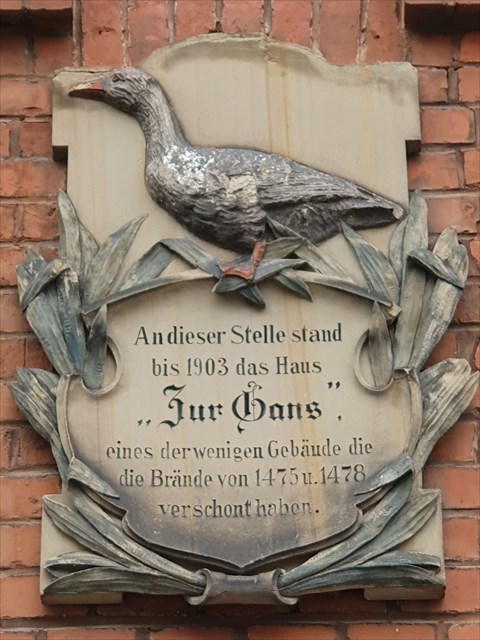 An dieser Stelle stand
bis 1903 das Haus
„Zur Gans”.
eines der wenigen Gebäude die
die Brände von 1475 u. 1478
verschont haben.